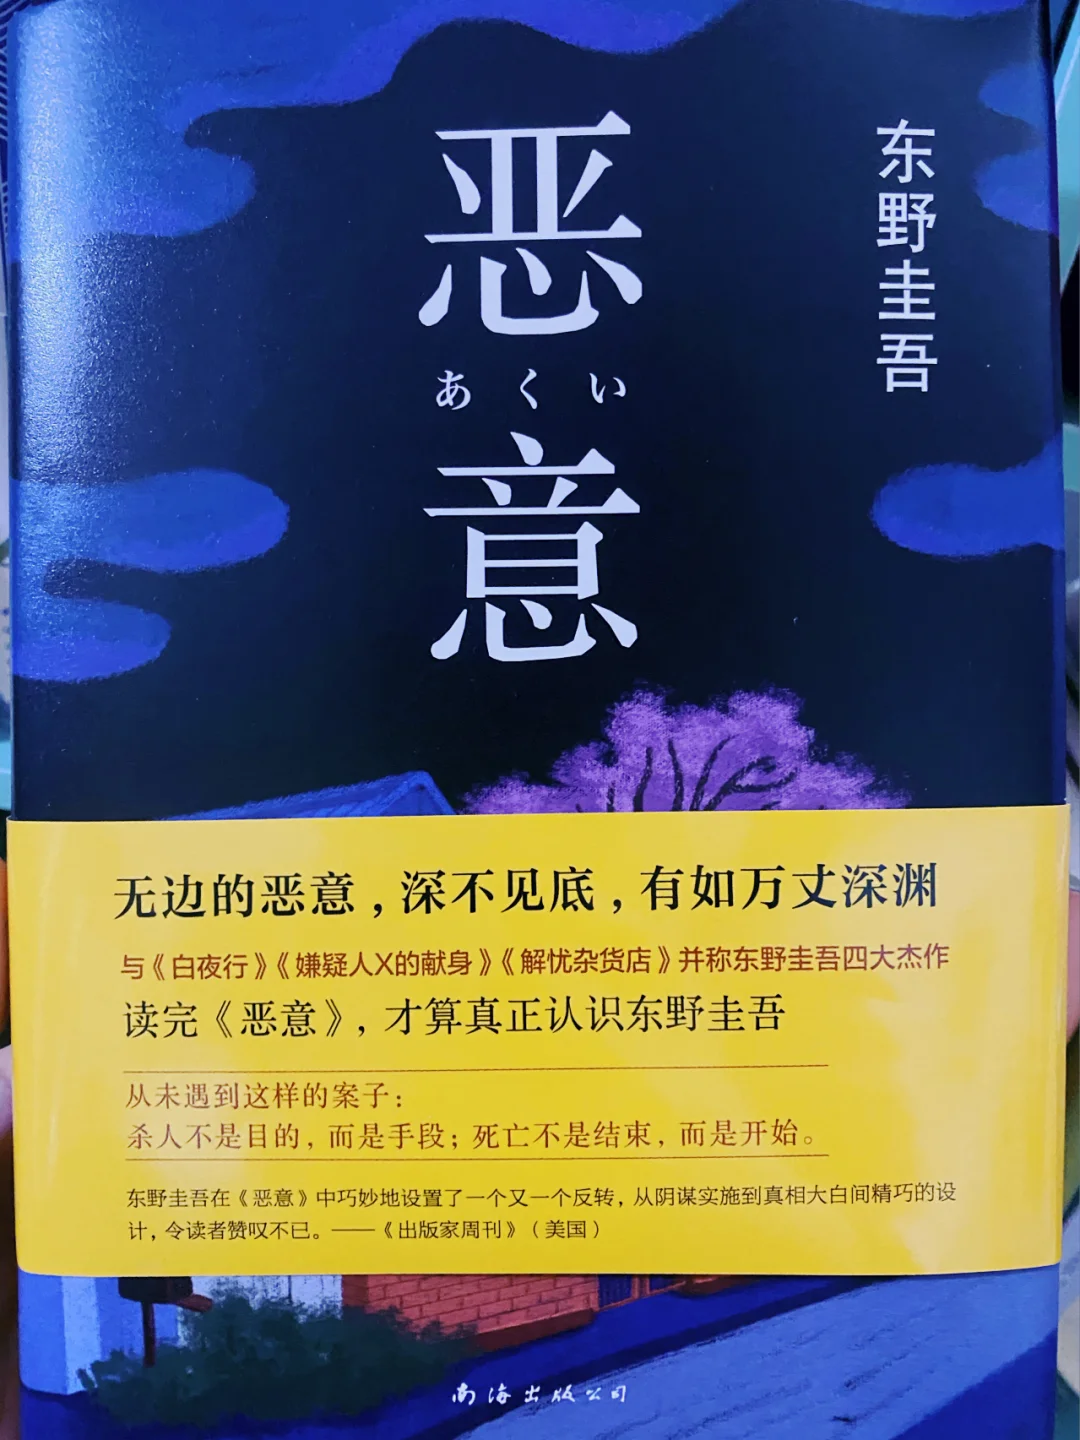 恶意
あくい
东野圭吾
无边的恶意，深不见底，有如万丈深渊
与《白夜行》《嫌疑人X的献身》《解忧杂货店》并称东野圭吾四大杰作
读完《恶意》，才算真正认识东野圭吾
从未遇到这样的案子：
杀人不是目的，而是手段；死亡不是结束，而是开始。
东野圭吾在《恶意》中巧妙地设置了一个又一个反转，从阴谋实施到真相大白间精巧的设
计，令读者赞叹不已。——《出版家周刊》（美国）
南海出版公司